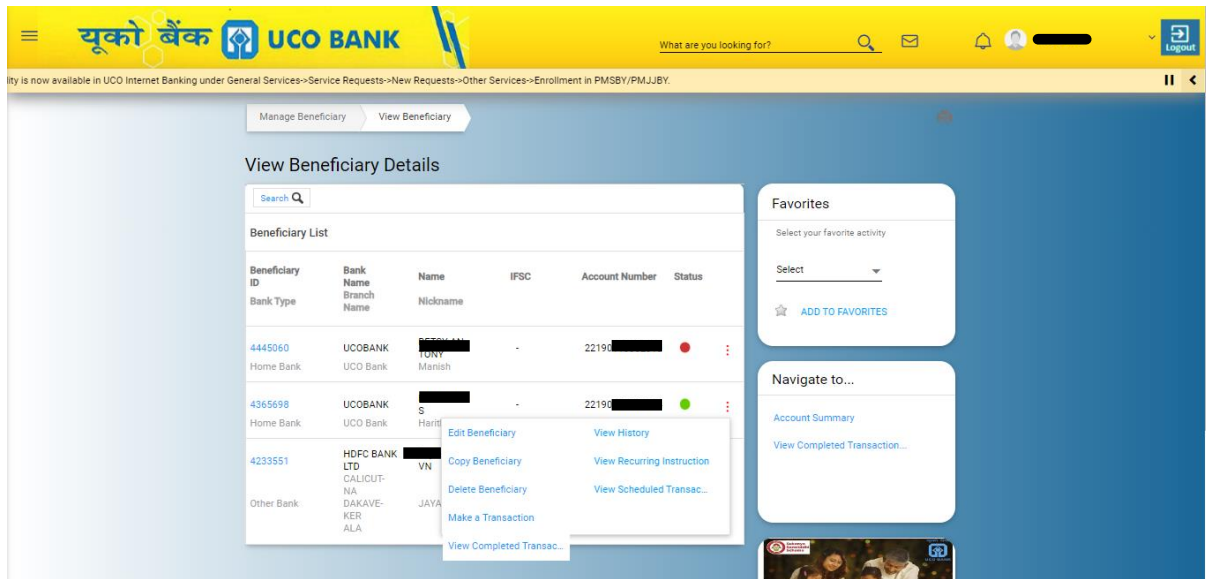 यूको बैंक UCO BANK
What are you looking for?
Logout
lity is now available in UCO Internet Banking under General Services->Service Requests->New Requests->Other Services->Enrollment in PMSBY/PMJJBY.
Manage Beneficiary View Beneficiary
View Beneficiary Details
Search
Beneficiary List
Beneficiary ID Bank Name Name IFSC Account Number Status
Bank Type Branch Name Nickname
4445060 UCOBANK TONY - 22190
Home Bank UCO Bank Manish
4365698 UCOBANK S - 22190
Home Bank UCO Bank Harit
4233551 HDFC BANK LTD VN
Other Bank CALICUT-NA DAKAVE-KER ALA JAYA
Edit Beneficiary View History
Copy Beneficiary View Recurring Instruction
Delete Beneficiary View Scheduled Transac...
Make a Transaction
View Completed Transac...
Favorites
Select your favorite activity
Select
ADD TO FAVORITES
Navigate to...
Account Summary
View Completed Transaction...